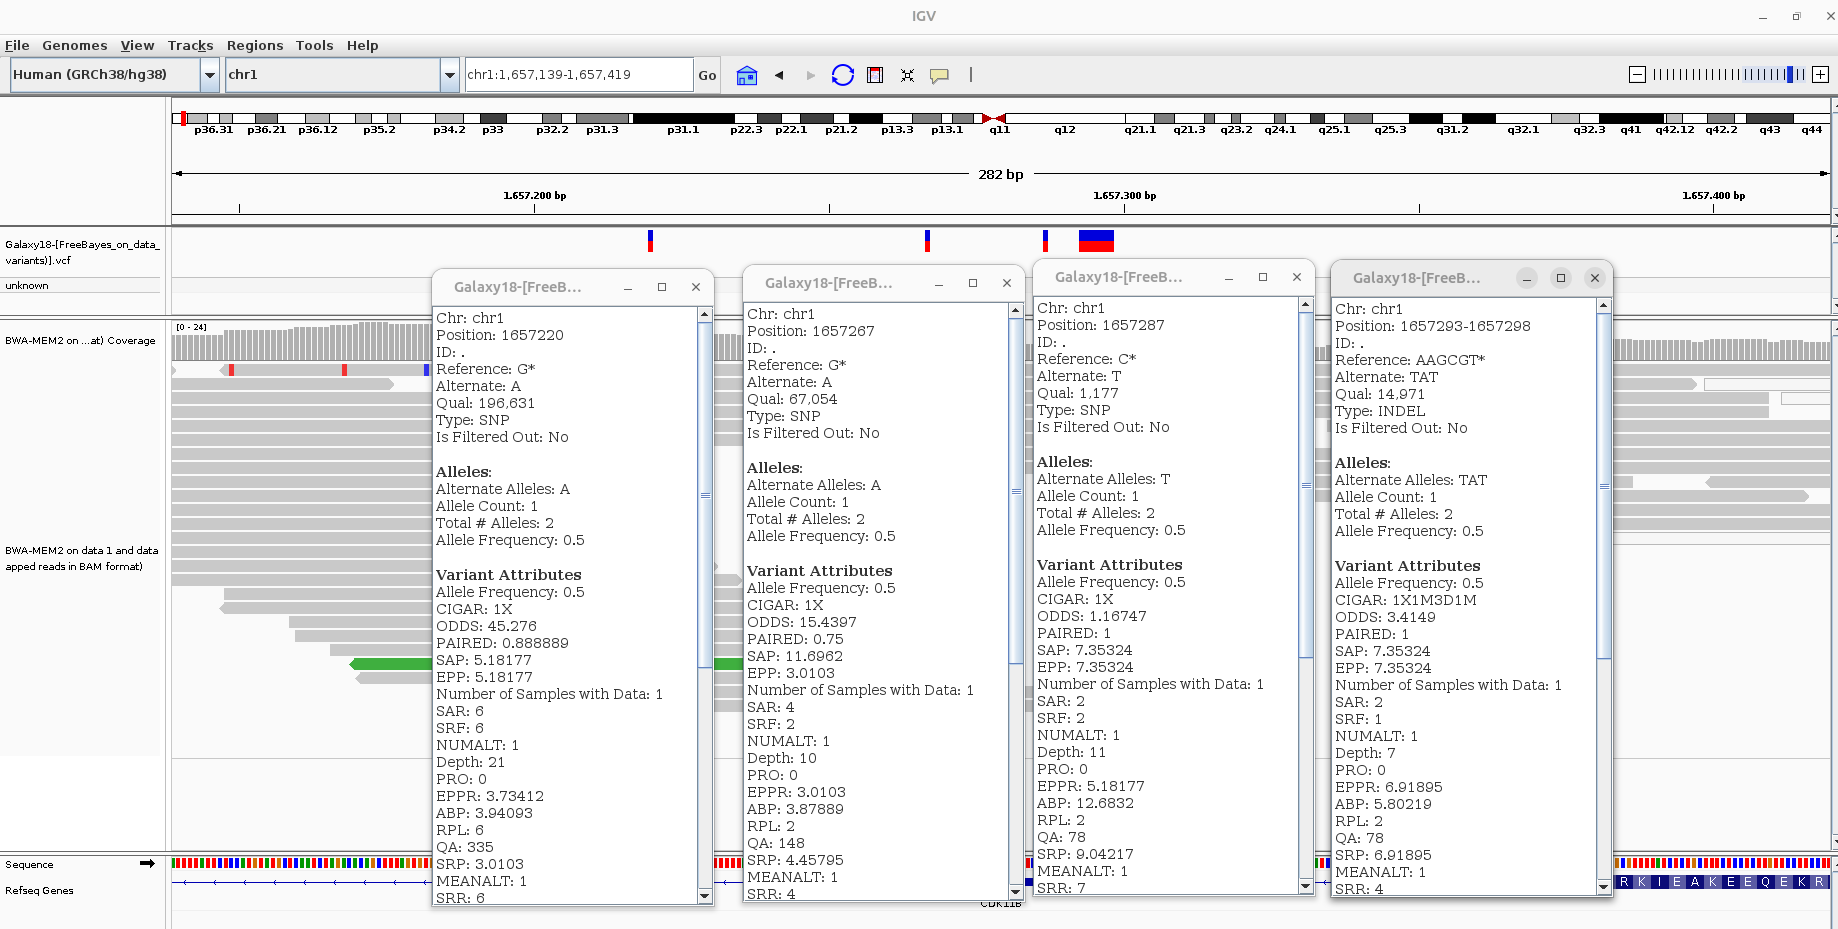 IGV
File Genomes View Tracks Regions Tools Help
Human (GRCh38/hg38) chr1 chr1:1,657,139-1,657,419 Go
p36.31 p36.21 p36.12 p35.2 p34.2 p33 p32.2 p31.3 p31.1 p22.3 p22.1 p21.2 p13.3 p13.1 q11 q12 q21.1 q21.3 q23.2 q24.1 q25.1 q25.3 q31.2 q32.1 q32.3 q41 q42.12 q42.2 q43 q44
282 bp
1.657.200 bp 1.657.300 bp 1.657.400 bp
Galaxy18-[FreeBayes_on_data_
variants)].vcf
unknown
[0 - 24]
BWA-MEM2 on ...at) Coverage
BWA-MEM2 on data 1 and data
apped reads in BAM format)
Sequence
Refseq Genes
CDK11B
R K I E A K E E Q E K R
Galaxy18-[FreeB...
Chr: chr1
Position: 1657220
ID: .
Reference: G*
Alternate: A
Qual: 196,631
Type: SNP
Is Filtered Out: No
Alleles:
Alternate Alleles: A
Allele Count: 1
Total # Alleles: 2
Allele Frequency: 0.5
Variant Attributes
Allele Frequency: 0.5
CIGAR: 1X
ODDS: 45.276
PAIRED: 0.888889
SAP: 5.18177
EPP: 5.18177
Number of Samples with Data: 1
SAR: 6
SRF: 6
NUMALT: 1
Depth: 21
PRO: 0
EPPR: 3.73412
ABP: 3.94093
RPL: 6
QA: 335
SRP: 3.0103
MEANALT: 1
SRR: 6
Galaxy18-[FreeB...
Chr: chr1
Position: 1657267
ID: .
Reference: G*
Alternate: A
Qual: 67,054
Type: SNP
Is Filtered Out: No
Alleles:
Alternate Alleles: A
Allele Count: 1
Total # Alleles: 2
Allele Frequency: 0.5
Variant Attributes
Allele Frequency: 0.5
CIGAR: 1X
ODDS: 15.4397
PAIRED: 0.75
SAP: 11.6962
EPP: 3.0103
Number of Samples with Data: 1
SAR: 4
SRF: 2
NUMALT: 1
Depth: 10
PRO: 0
EPPR: 3.0103
ABP: 3.87889
RPL: 2
QA: 148
SRP: 4.45795
MEANALT: 1
SRR: 4
Galaxy18-[FreeB...
Chr: chr1
Position: 1657287
ID: .
Reference: C*
Alternate: T
Qual: 1,177
Type: SNP
Is Filtered Out: No
Alleles:
Alternate Alleles: T
Allele Count: 1
Total # Alleles: 2
Allele Frequency: 0.5
Variant Attributes
Allele Frequency: 0.5
CIGAR: 1X
ODDS: 1.16747
PAIRED: 1
SAP: 7.35324
EPP: 7.35324
Number of Samples with Data: 1
SAR: 2
SRF: 2
NUMALT: 1
Depth: 11
PRO: 0
EPPR: 5.18177
ABP: 12.6832
RPL: 2
QA: 78
SRP: 9.04217
MEANALT: 1
SRR: 7
Galaxy18-[FreeB...
Chr: chr1
Position: 1657293-1657298
ID: .
Reference: AAGCGT*
Alternate: TAT
Qual: 14,971
Type: INDEL
Is Filtered Out: No
Alleles:
Alternate Alleles: TAT
Allele Count: 1
Total # Alleles: 2
Allele Frequency: 0.5
Variant Attributes
Allele Frequency: 0.5
CIGAR: 1X1M3D1M
ODDS: 3.4149
PAIRED: 1
SAP: 7.35324
EPP: 7.35324
Number of Samples with Data: 1
SAR: 2
SRF: 1
NUMALT: 1
Depth: 7
PRO: 0
EPPR: 6.91895
ABP: 5.80219
RPL: 2
QA: 78
SRP: 6.91895
MEANALT: 1
SRR: 4